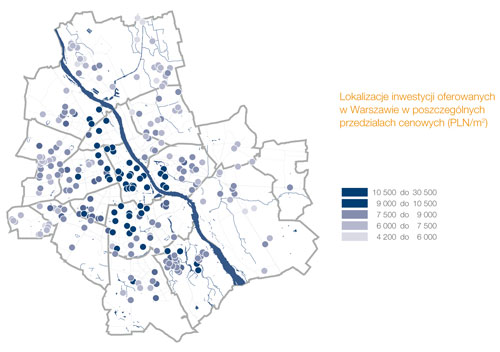 Lokalizacje inwestycji oferowanych
w Warszawie w poszczególnych
przedziałach cenowych (PLN/m²)
10 500 do 30 500
9 000 do 10 500
7 500 do 9 000
6 000 do 7 500
4 200 do 6 000